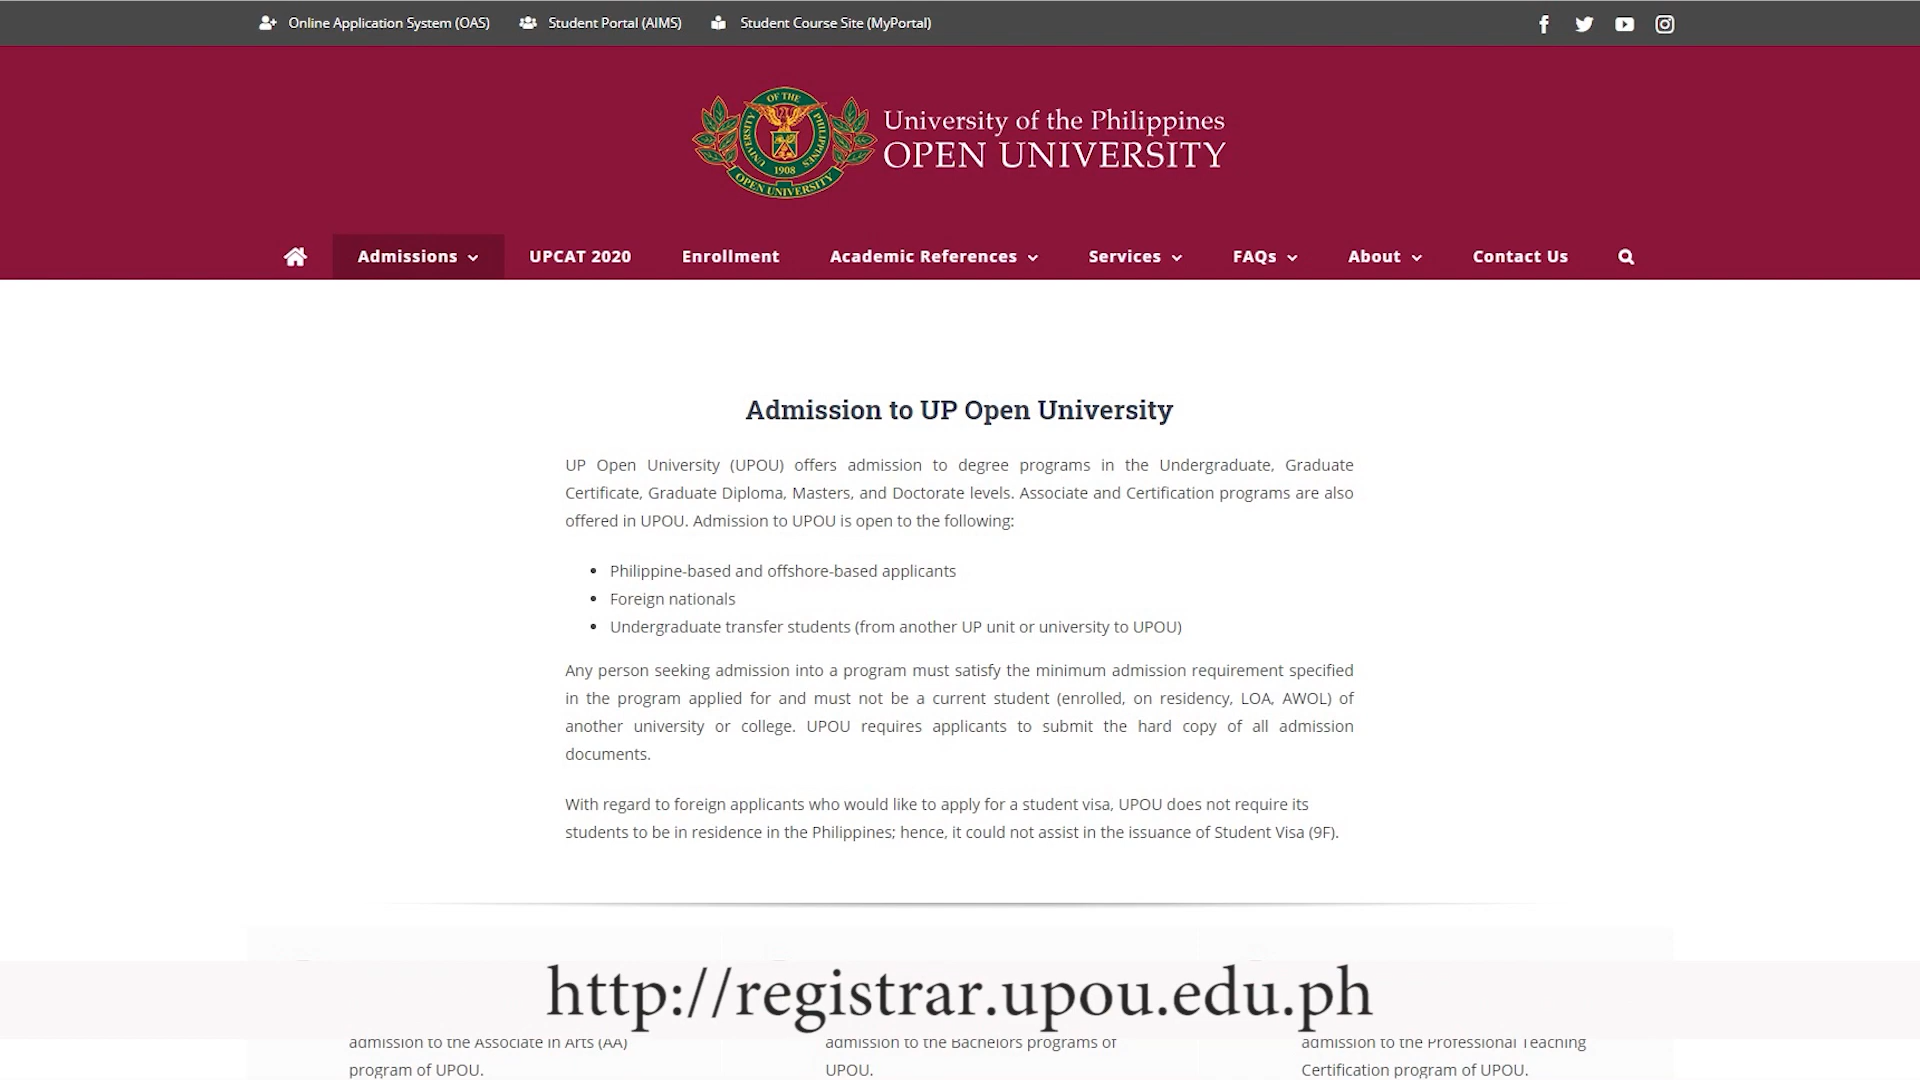 Online Application System (OAS) Student Portal (AIMS) Student Course Site (MyPortal)
UNIVERSITY OF THE PHILIPPINES
1908
OPEN UNIVERSITY
University of the Philippines
OPEN UNIVERSITY
Admissions UPCAT 2020 Enrollment Academic References Services FAQs About Contact Us
Admission to UP Open University
UP Open University (UPOU) offers admission to degree programs in the Undergraduate, Graduate
Certificate, Graduate Diploma, Masters, and Doctorate levels. Associate and Certification programs are also
offered in UPOU. Admission to UPOU is open to the following:
• Philippine-based and offshore-based applicants
• Foreign nationals
• Undergraduate transfer students (from another UP unit or university to UPOU)
Any person seeking admission into a program must satisfy the minimum admission requirement specified
in the program applied for and must not be a current student (enrolled, on residency, LOA, AWOL) of
another university or college. UPOU requires applicants to submit the hard copy of all admission
documents.
With regard to foreign applicants who would like to apply for a student visa, UPOU does not require its
students to be in residence in the Philippines; hence, it could not assist in the issuance of Student Visa (9F).
http://registrar.upou.edu.ph
admission to the Associate in Arts (AA)
program of UPOU.
admission to the Bachelors programs of
UPOU.
admission to the Professional Teaching
Certification program of UPOU.